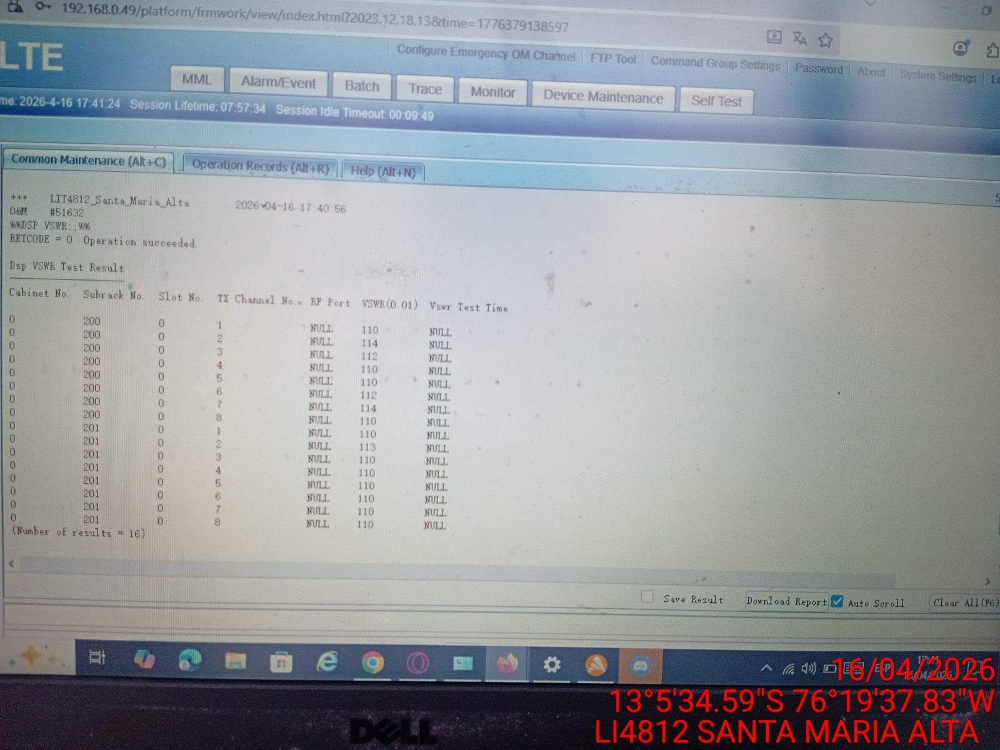 192.168.0.49/platform/frmwork/view/index.html?2023.12.18.13&time=1776379138597
LTE
Configure Emergency OM Channel FTP Tool Command Group Settings Password About System Settings
MML Alarm/Event Batch Trace Monitor Device Maintenance Self Test
me: 2026-4-16 17:41:24 Session Lifetime: 07:57:34 Session Idle Timeout: 00:09:49
Common Maintenance (Alt+C) Operation Records (Alt+R) Help (Alt+N)
+++ LIT4812_Santa_Maria_Alta 2026-04-16 17:40:56
O&M #51632
%%DSP VSWR:;%%
RETCODE = 0 Operation succeeded.
Dsp VSWR Test Result
Cabinet No. Subrack No. Slot No. TX Channel No. RF Port VSWR(0.01) Vswr Test Time
0 200 0 1 NULL 110 NULL
0 200 0 2 NULL 114 NULL
0 200 0 3 NULL 112 NULL
0 200 0 4 NULL 110 NULL
0 200 0 5 NULL 110 NULL
0 200 0 6 NULL 112 NULL
0 200 0 7 NULL 114 NULL
0 200 0 8 NULL 110 NULL
0 201 0 1 NULL 110 NULL
0 201 0 2 NULL 113 NULL
0 201 0 3 NULL 110 NULL
0 201 0 4 NULL 110 NULL
0 201 0 5 NULL 110 NULL
0 201 0 6 NULL 110 NULL
0 201 0 7 NULL 110 NULL
0 201 0 8 NULL 110 NULL
(Number of results = 16)
Save Result Download Report Auto Scroll Clear All(F6)
ESP
16/04/2026
13°5'34.59"S 76°19'37.83"W
LI4812 SANTA MARIA ALTA
DELL